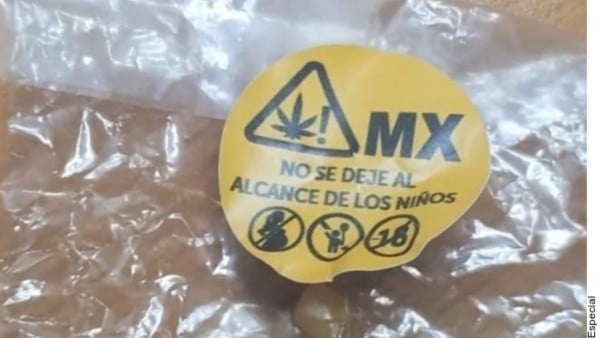 ! MX
NO SE DEJE AL
ALCANCE DE LOS NIÑOS
-18
Especial